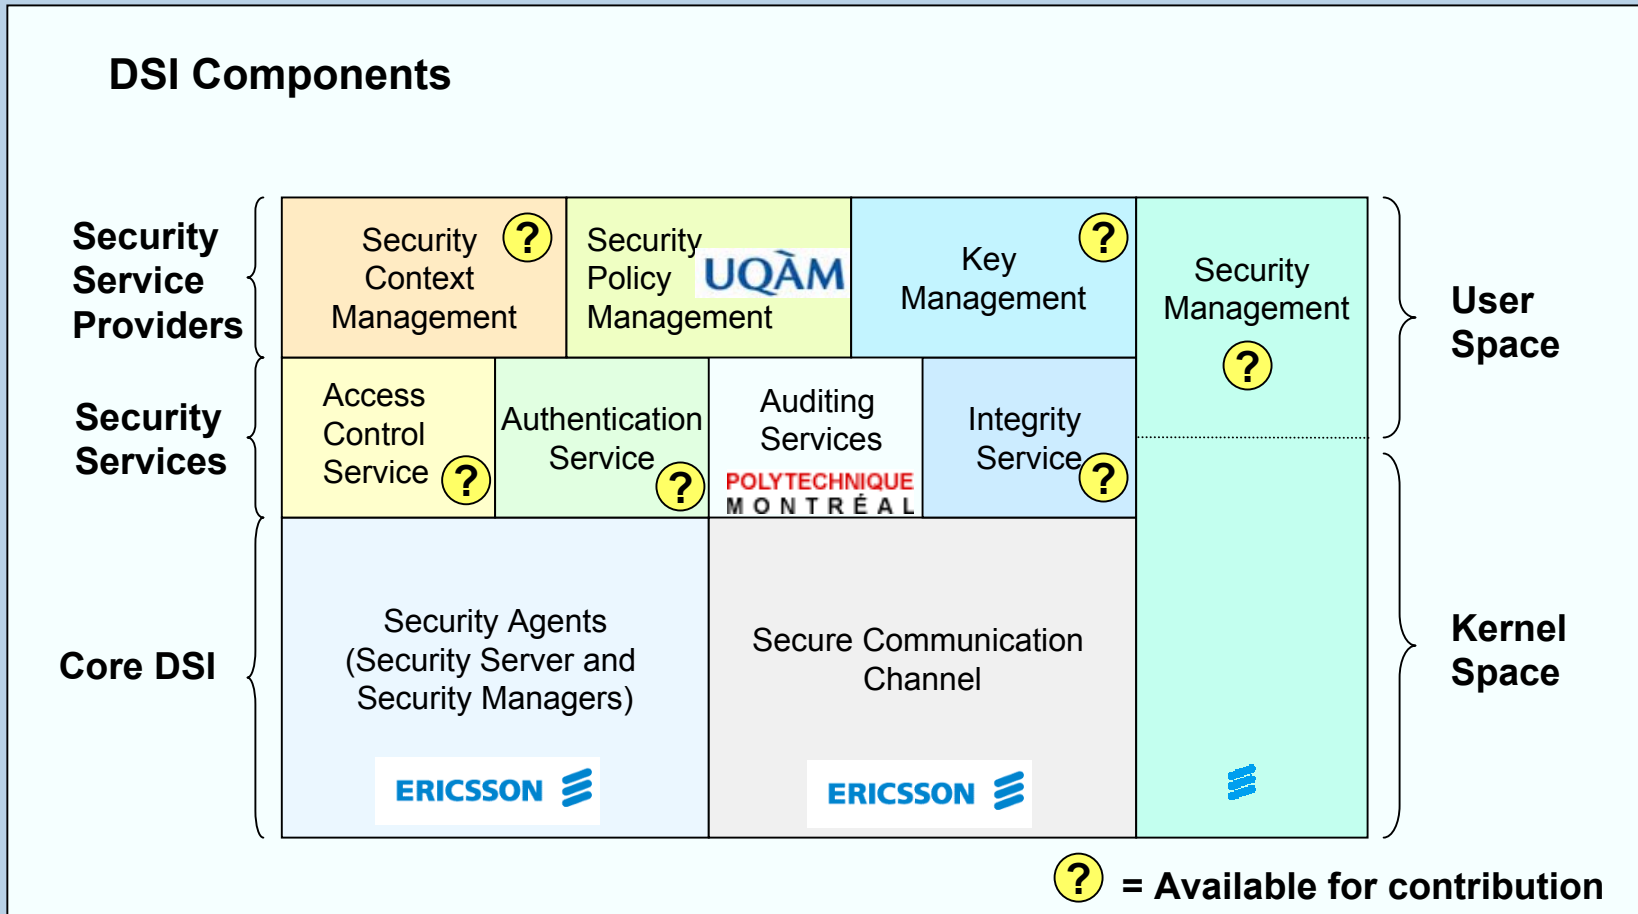 DSI Components
Security
Service
Providers
Security
Context
Management
?
Security
Policy
Management
UQÀM
Key
Management
?
Security
Management
?
User
Space
Security
Services
Access
Control
Service
?
Authentication
Service
?
Auditing
Services
POLYTECHNIQUE
MONTRÉAL
Integrity
Service
?
Core DSI
Security Agents
(Security Server and
Security Managers)
ERICSSON
Secure Communication
Channel
ERICSSON
Kernel
Space
? = Available for contribution